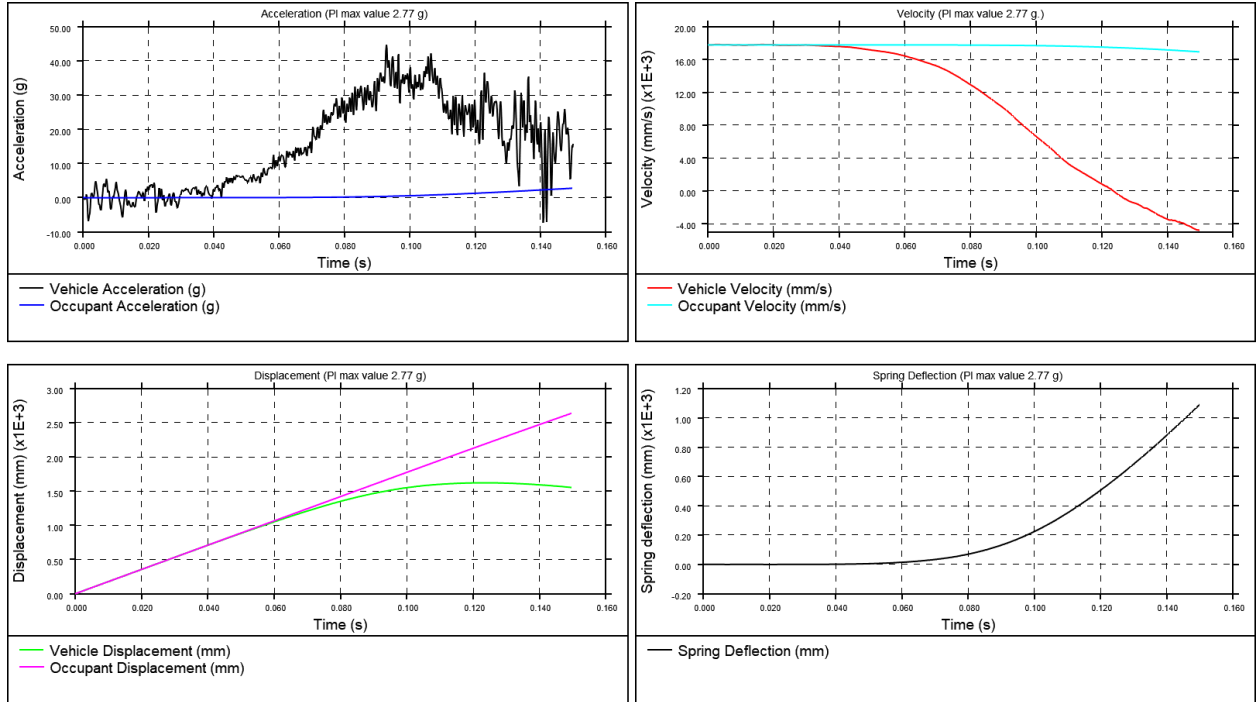 Acceleration (PI max value 2.77 g)
Acceleration (g)
50.00
40.00
30.00
20.00
10.00
0.00
-10.00
0.000 0.020 0.040 0.060 0.080 0.100 0.120 0.140 0.160
Time (s)
Vehicle Acceleration (g)
Occupant Acceleration (g)
Velocity (PI max value 2.77 g.)
Velocity (mm/s) (x1E+3)
20.00
16.00
12.00
8.00
4.00
0.00
-4.00
0.000 0.020 0.040 0.060 0.080 0.100 0.120 0.140 0.160
Time (s)
Vehicle Velocity (mm/s)
Occupant Velocity (mm/s)
Displacement (PI max value 2.77 g)
Displacement (mm) (x1E+3)
3.00
2.50
2.00
1.50
1.00
0.50
0.00
0.000 0.020 0.040 0.060 0.080 0.100 0.120 0.140 0.160
Time (s)
Vehicle Displacement (mm)
Occupant Displacement (mm)
Spring Deflection (PI max value 2.77 g)
Spring deflection (mm) (x1E+3)
1.20
1.00
0.80
0.60
0.40
0.20
0.00
-0.20
0.000 0.020 0.040 0.060 0.080 0.100 0.120 0.140 0.160
Time (s)
Spring Deflection (mm)